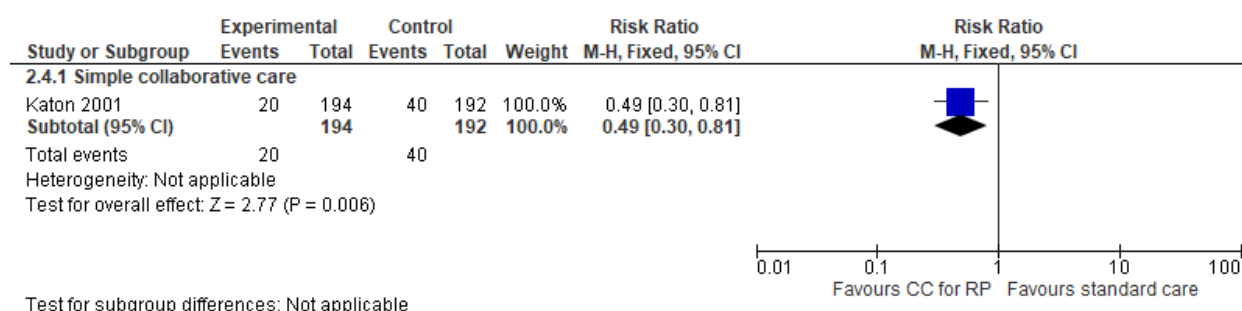 Experimental Control Risk Ratio Risk Ratio
Study or Subgroup Events Total Events Total Weight M-H, Fixed, 95% CI M-H, Fixed, 95% CI
2.4.1 Simple collaborative care
Katon 2001 20 194 40 192 100.0% 0.49 [0.30, 0.81]
Subtotal (95% CI) 194 192 100.0% 0.49 [0.30, 0.81]
Total events 20 40
Heterogeneity: Not applicable
Test for overall effect: Z = 2.77 (P = 0.006)
0.01 0.1 1 10 100
Favours CC for RP Favours standard care
Test for subgroup differences: Not applicable